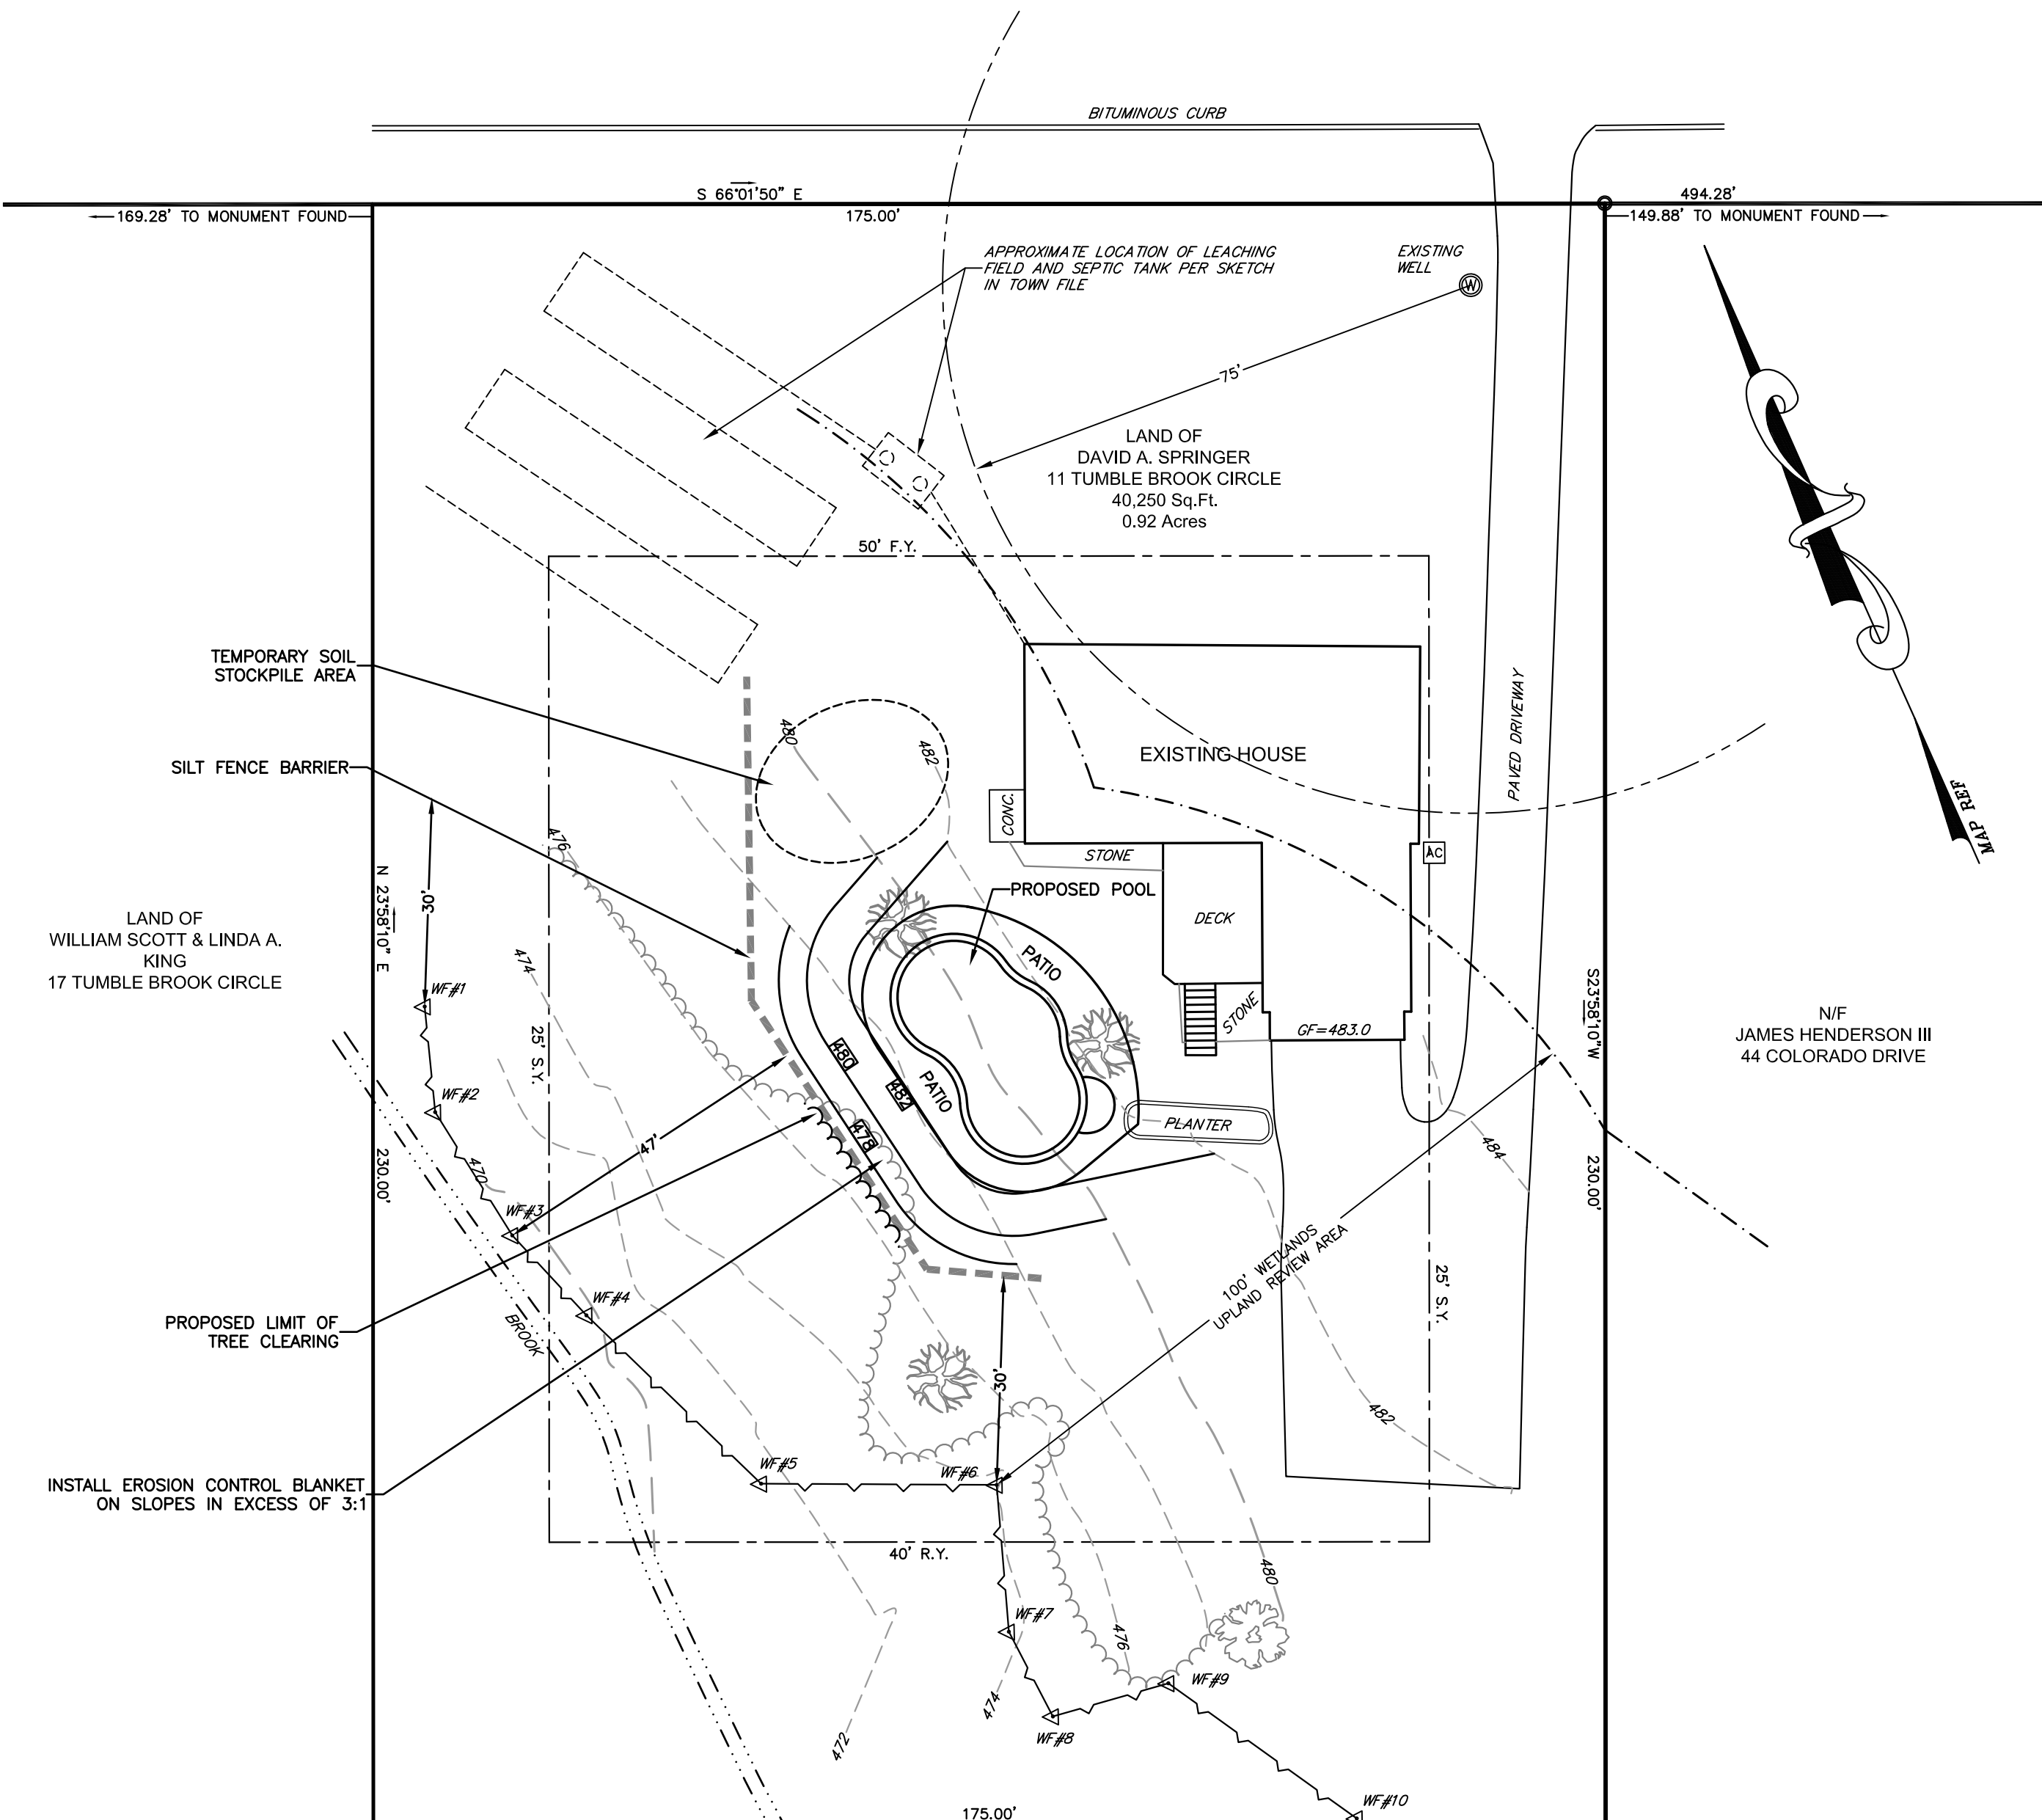 BITUMINOUS CURB
S 66°01'50" E
494.28'
169.28' TO MONUMENT FOUND
175.00'
149.88' TO MONUMENT FOUND
APPROXIMATE LOCATION OF LEACHING
FIELD AND SEPTIC TANK PER SKETCH
IN TOWN FILE
EXISTING
WELL
W
75'
LAND OF
DAVID A. SPRINGER
11 TUMBLE BROOK CIRCLE
40,250 Sq.Ft.
0.92 Acres
50' F.Y.
TEMPORARY SOIL
STOCKPILE AREA
SILT FENCE BARRIER
480
482
EXISTING HOUSE
PAVED DRIVEWAY
MAP REF
CONC.
STONE
AC
476
30'
N 23°58'10" E
PROPOSED POOL
DECK
PATIO
LAND OF
WILLIAM SCOTT & LINDA A.
KING
17 TUMBLE BROOK CIRCLE
474
WF#1
STONE
GF=483.0
S23°58'10"W
N/F
JAMES HENDERSON III
44 COLORADO DRIVE
25' S.Y.
480
482
PATIO
478
WF#2
PLANTER
47'
470
484
230.00'
230.00'
WF#3
100' WETLANDS
UPLAND REVIEW AREA
25' S.Y.
WF#4
BROOK
PROPOSED LIMIT OF
TREE CLEARING
30'
482
WF#5
WF#6
INSTALL EROSION CONTROL BLANKET
ON SLOPES IN EXCESS OF 3:1
40' R.Y.
480
WF#7
476
WF#9
474
WF#8
472
WF#10
175.00'